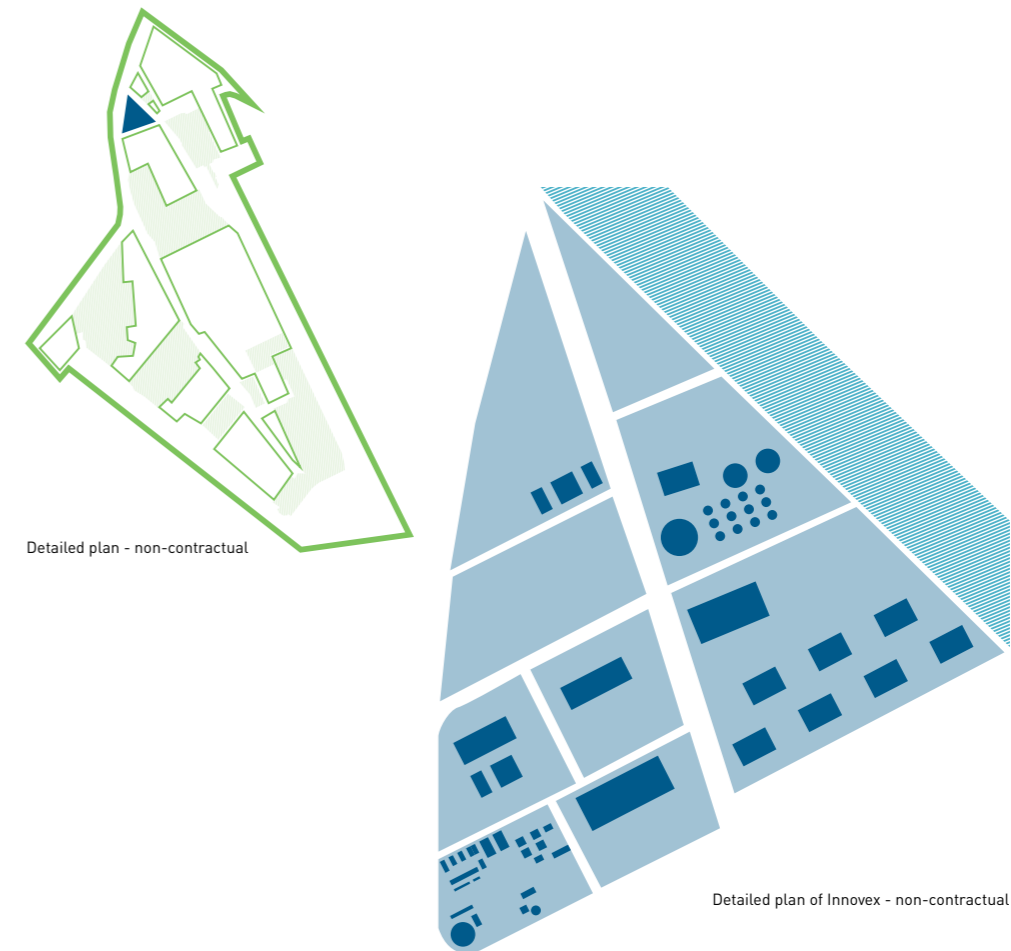 Detailed plan - non-contractual
Detailed plan of Innovex - non-contractual